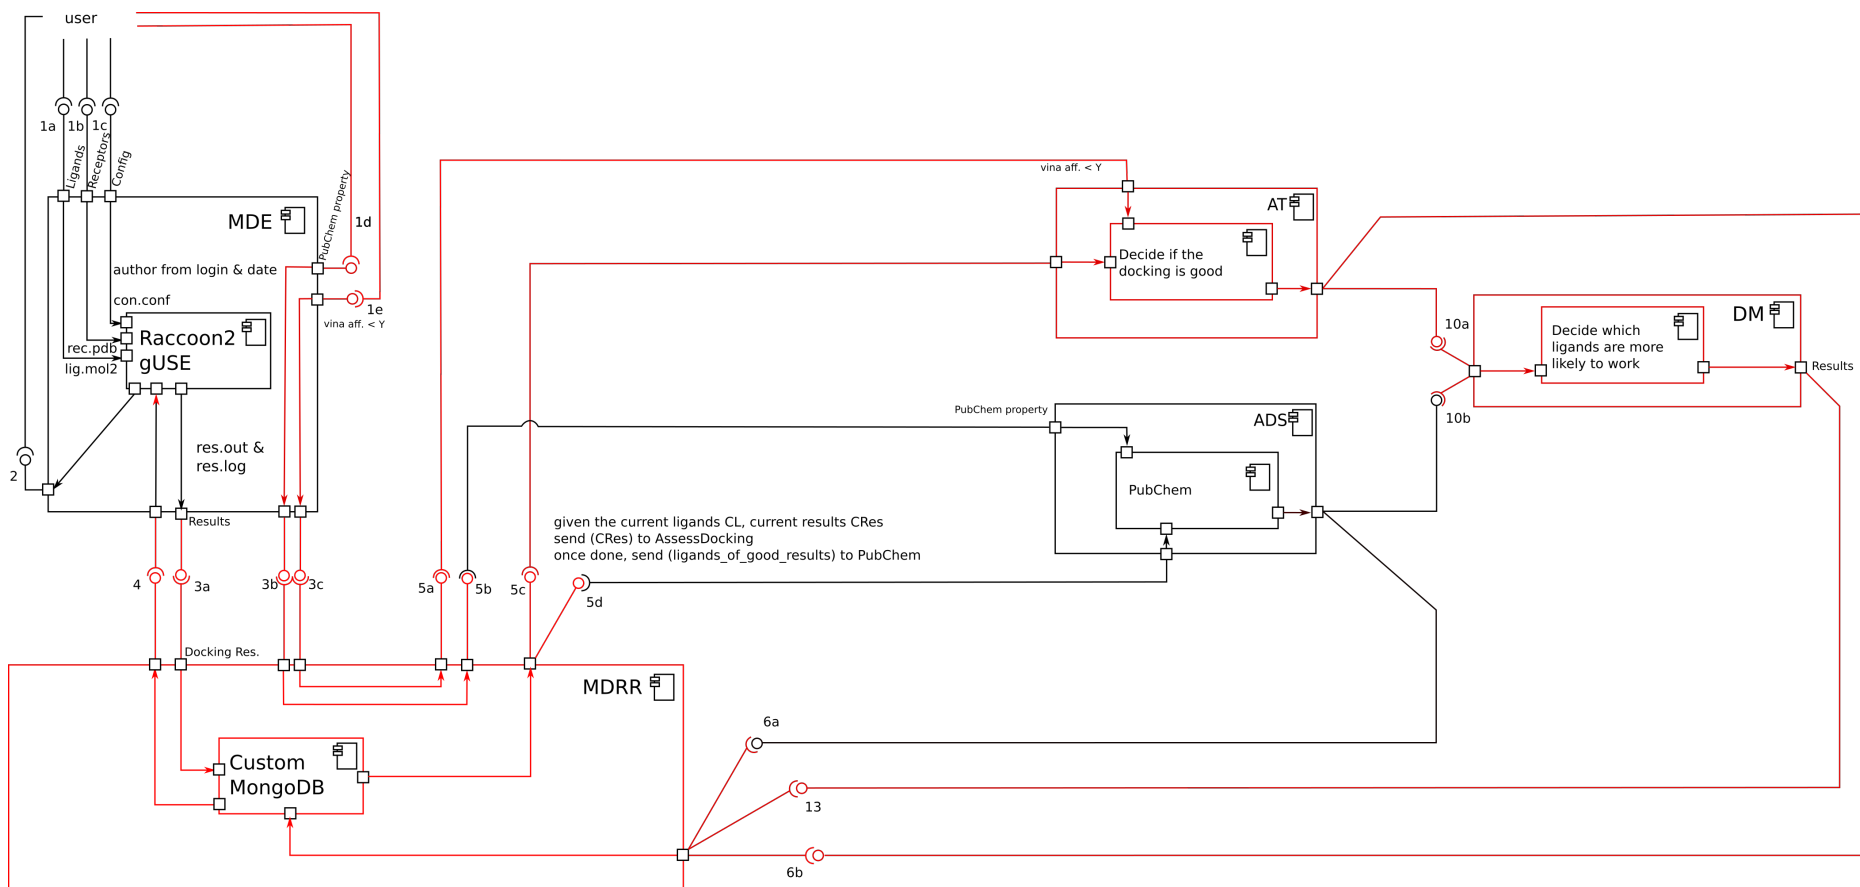 user
1a
1b
1c
Ligands
Receptors
Config
PubChem property
1d
MDE
author from login & date
con.conf
1e
vina aff. < Y
Raccoon2
gUSE
rec.pdb
lig.mol2
res.out &
res.log
2
Results
vina aff. < Y
AT
Decide if the
docking is good
10a
DM
Decide which
ligands are more
likely to work
Results
10b
PubChem property
ADS
PubChem
given the current ligands CL, current results CRes
send (CRes) to AssessDocking
once done, send (ligands_of_good_results) to PubChem
4
3a
3b
3c
5a
5b
5c
5d
Docking Res.
MDRR
Custom
MongoDB
6a
13
6b